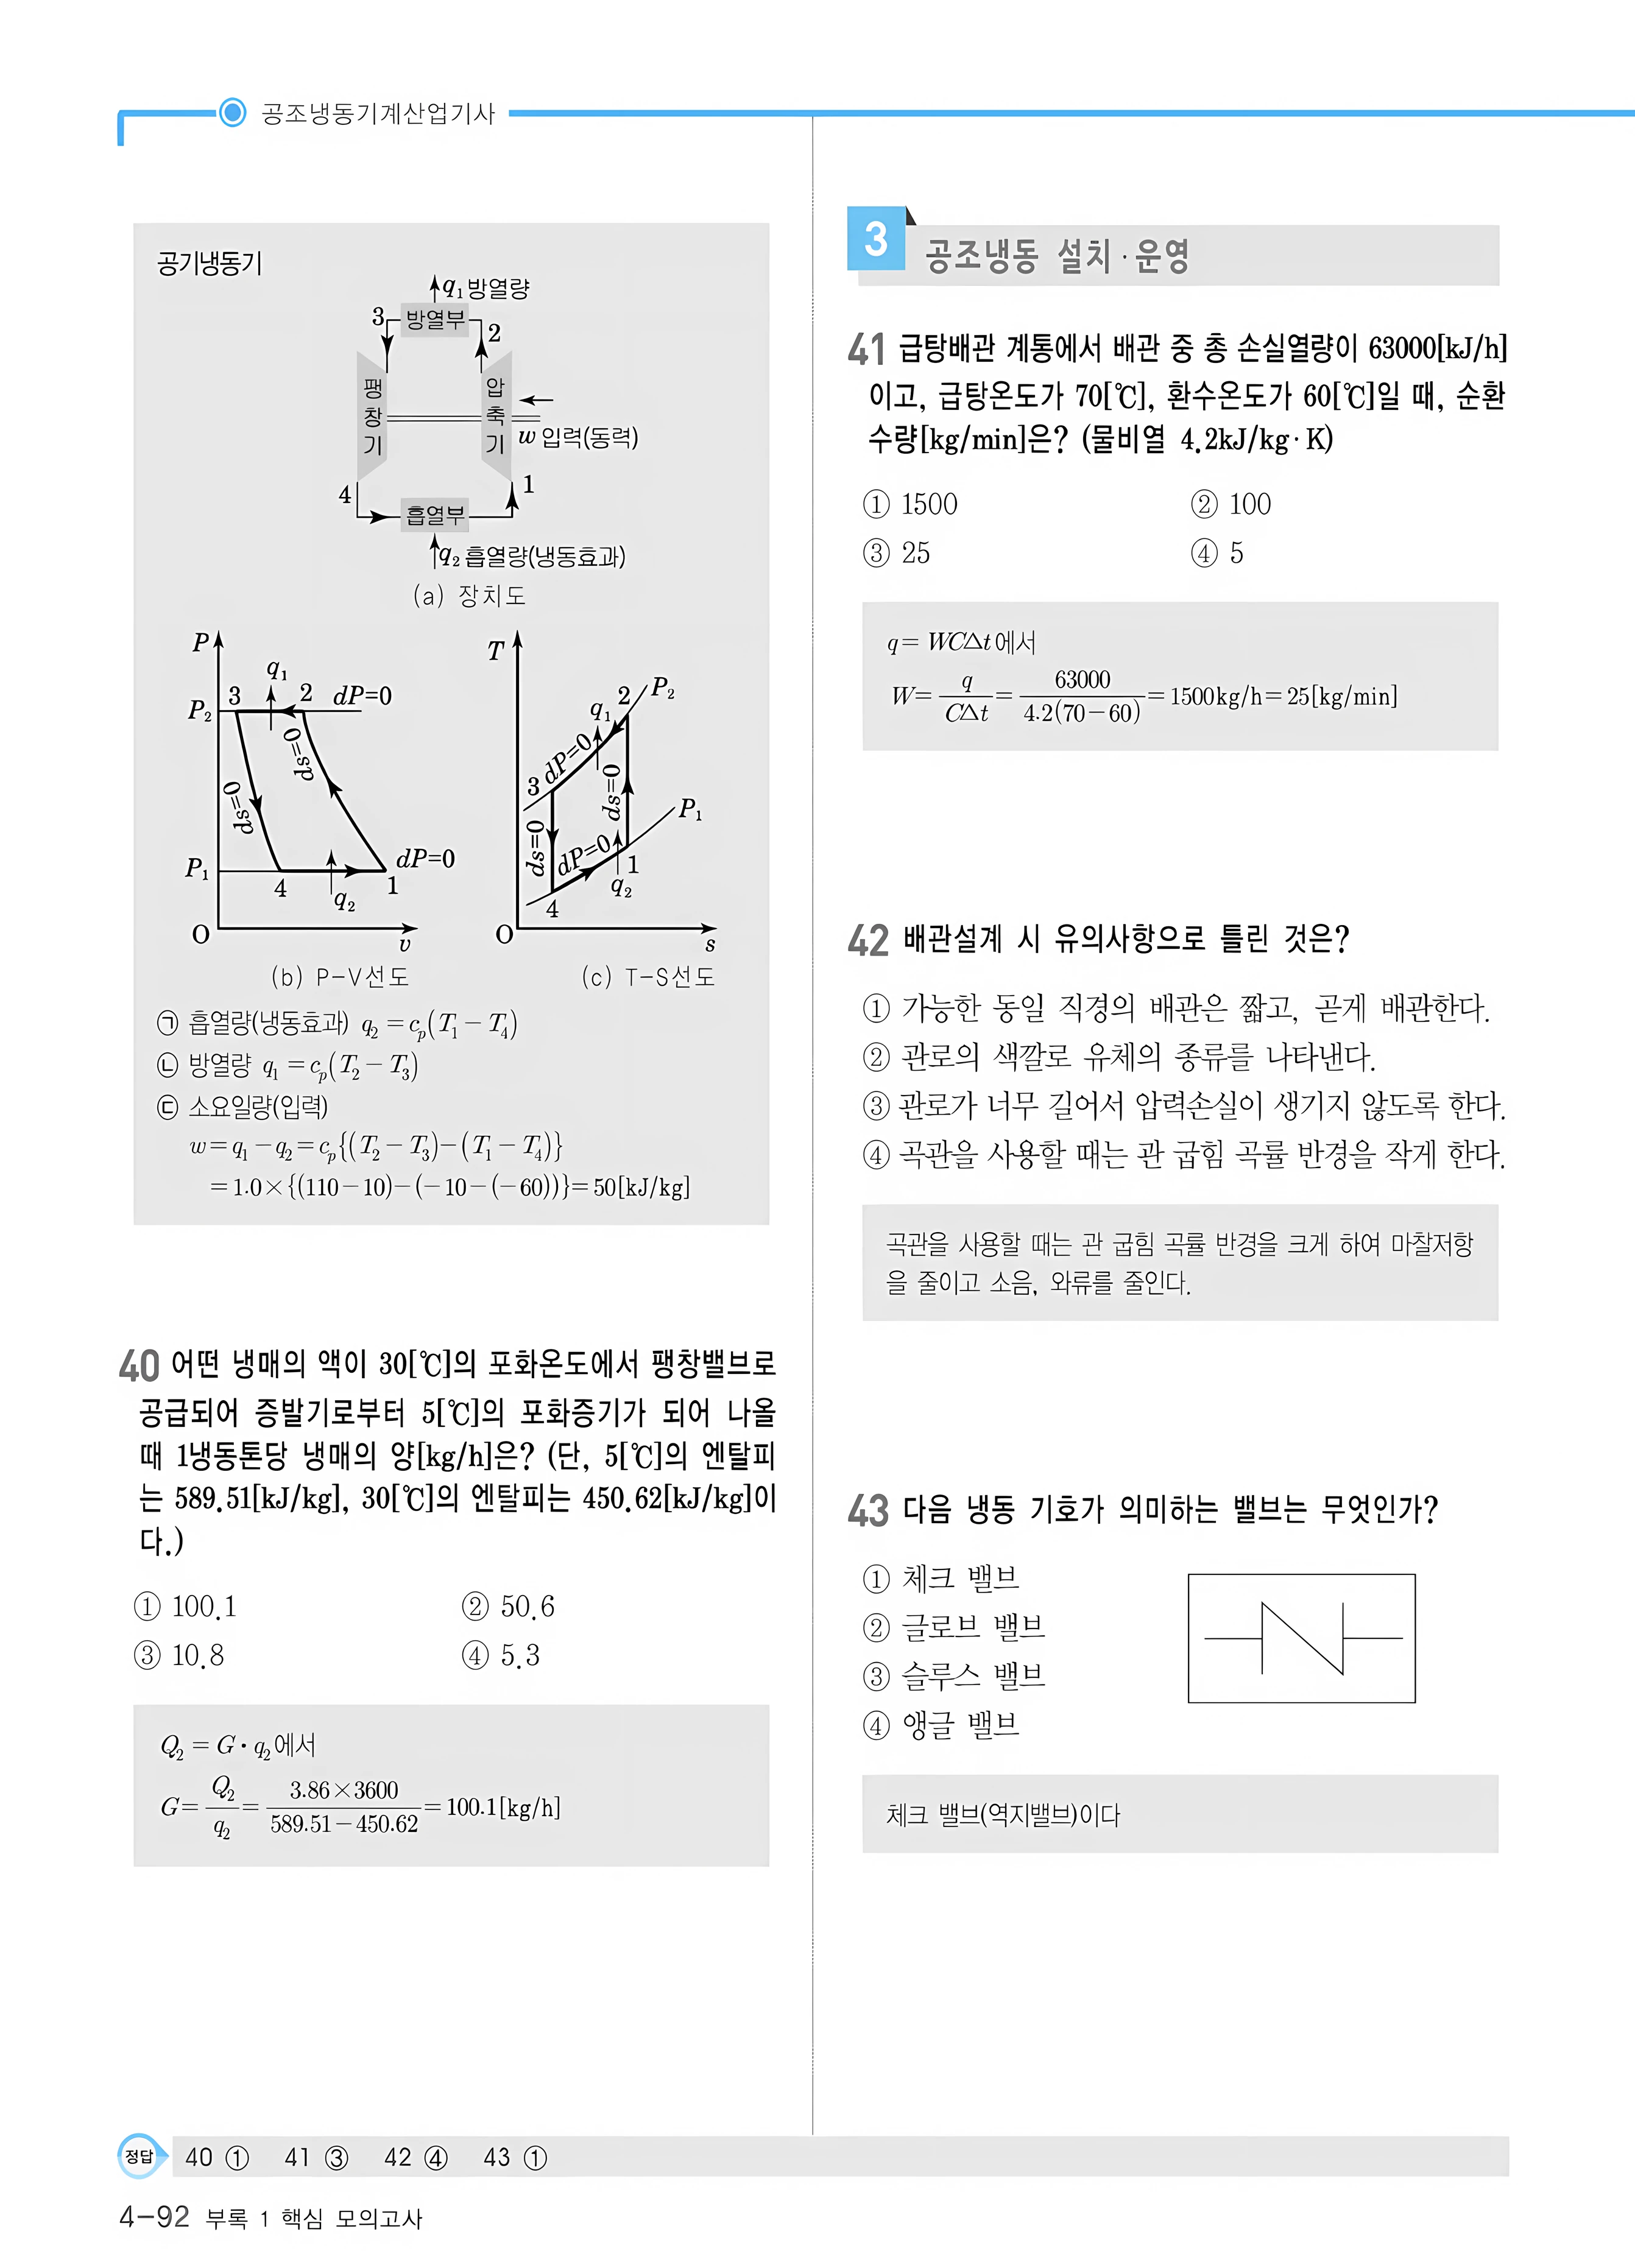 공조냉동기계산업기사
공기냉동기
q₁ 방열량
3 방열부 2
팽창기
압축기
w 입력(동력)
4 흡열부 1
q₂ 흡열량(냉동효과)
(a) 장치도
P
q₁
3 2 dP=0
P₂
ds=0
ds=0
P₁
dP=0
4 1
q₂
O
v
(b) P-V선도
T
2 P₂
q₁
dP=0
3
ds=0
ds=0
P₁
dP=0
1
q₂
4
O
s
(c) T-S선도
㉠ 흡열량(냉동효과) q₂ = cₚ(T₁ − T₄)
㉡ 방열량 q₁ = cₚ(T₂ − T₃)
㉢ 소요일량(입력)
w = q₁ − q₂ = cₚ{(T₂ − T₃)−(T₁ − T₄)}
= 1.0×{(110−10)−(−10−(−60))}= 50[kJ/kg]
40 어떤 냉매의 액이 30[℃]의 포화온도에서 팽창밸브로
공급되어 증발기로부터 5[℃]의 포화증기가 되어 나올
때 1냉동톤당 냉매의 양[kg/h]은? (단, 5[℃]의 엔탈피
는 589.51[kJ/kg], 30[℃]의 엔탈피는 450.62[kJ/kg]이
다.)
① 100.1 ② 50.6
③ 10.8 ④ 5.3
Q₂ = G · q₂에서
G = Q₂/q₂ = (3.86×3600)/(589.51−450.62) = 100.1[kg/h]
3 공조냉동 설치·운영
41 급탕배관 계통에서 배관 중 총 손실열량이 63000[kJ/h]
이고, 급탕온도가 70[℃], 환수온도가 60[℃]일 때, 순환
수량[kg/min]은? (물비열 4.2kJ/kg·K)
① 1500 ② 100
③ 25 ④ 5
q = WCΔt에서
W = q/(CΔt) = 63000/(4.2(70−60)) = 1500kg/h = 25[kg/min]
42 배관설계 시 유의사항으로 틀린 것은?
① 가능한 동일 직경의 배관은 짧고, 곧게 배관한다.
② 관로의 색깔로 유체의 종류를 나타낸다.
③ 관로가 너무 길어서 압력손실이 생기지 않도록 한다.
④ 곡관을 사용할 때는 관 굽힘 곡률 반경을 작게 한다.
곡관을 사용할 때는 관 굽힘 곡률 반경을 크게 하여 마찰저항
을 줄이고 소음, 와류를 줄인다.
43 다음 냉동 기호가 의미하는 밸브는 무엇인가?
① 체크 밸브
② 글로브 밸브
③ 슬루스 밸브
④ 앵글 밸브
체크 밸브(역지밸브)이다
정답 40 ① 41 ③ 42 ④ 43 ①
4-92 부록 1 핵심 모의고사